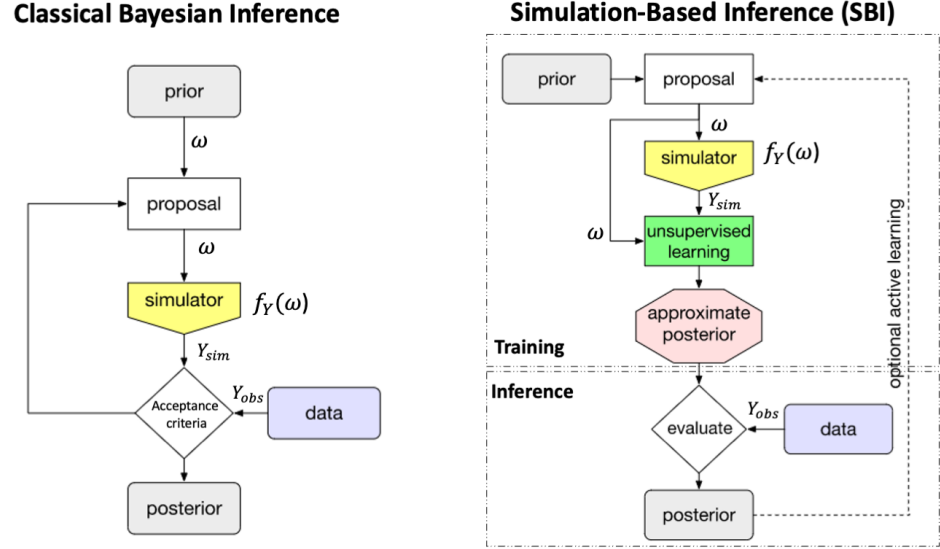 Classical Bayesian Inference
prior
ω
proposal
ω
simulator
f_Y(ω)
Y_sim
Acceptance
criteria
Y_obs
data
posterior
Simulation-Based Inference (SBI)
prior
proposal
ω
simulator
f_Y(ω)
Y_sim
ω
unsupervised
learning
approximate
posterior
Training
optional active learning
Inference
evaluate
Y_obs
data
posterior